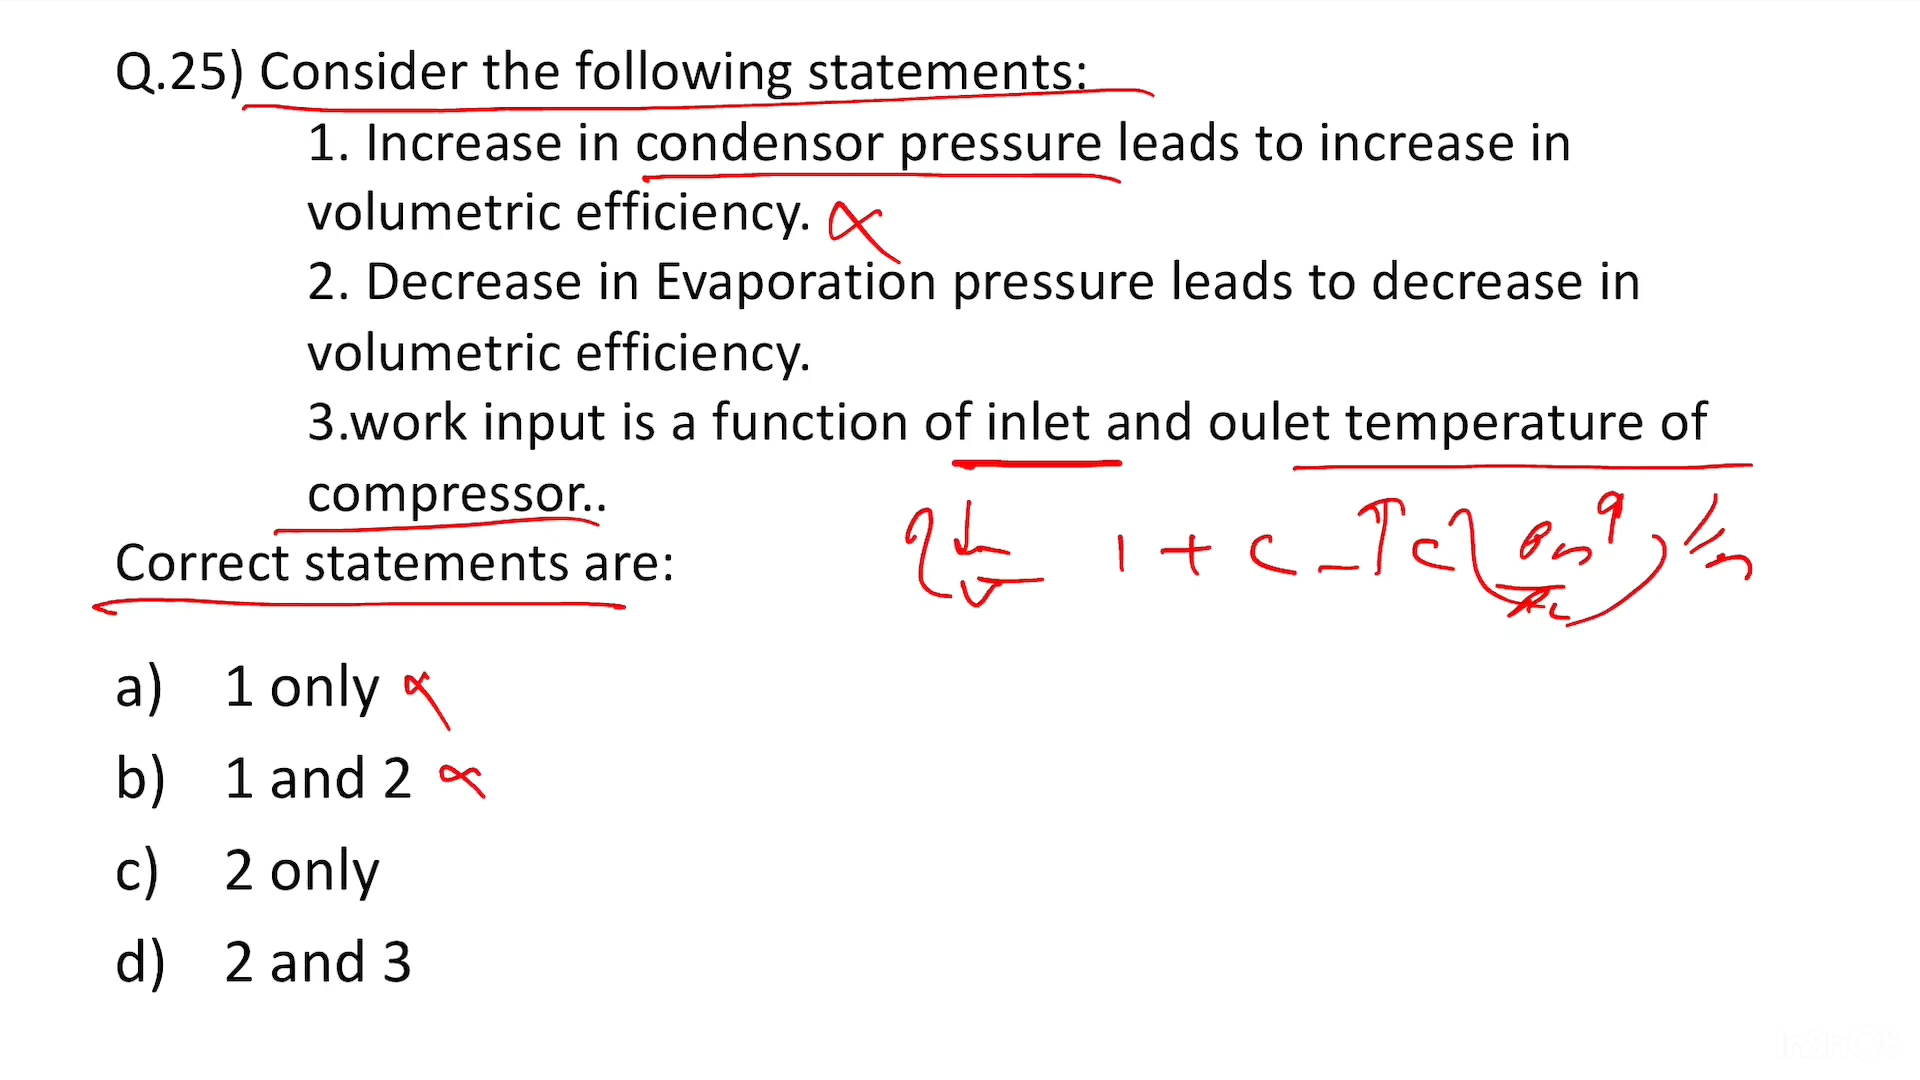 Q.25) Consider the following statements:
1. Increase in condensor pressure leads to increase in
volumetric efficiency.
2. Decrease in Evaporation pressure leads to decrease in
volumetric efficiency.
3.work input is a function of inlet and oulet temperature of
compressor..
Correct statements are:
1 + C - C
a) 1 only
b) 1 and 2
c) 2 only
d) 2 and 3